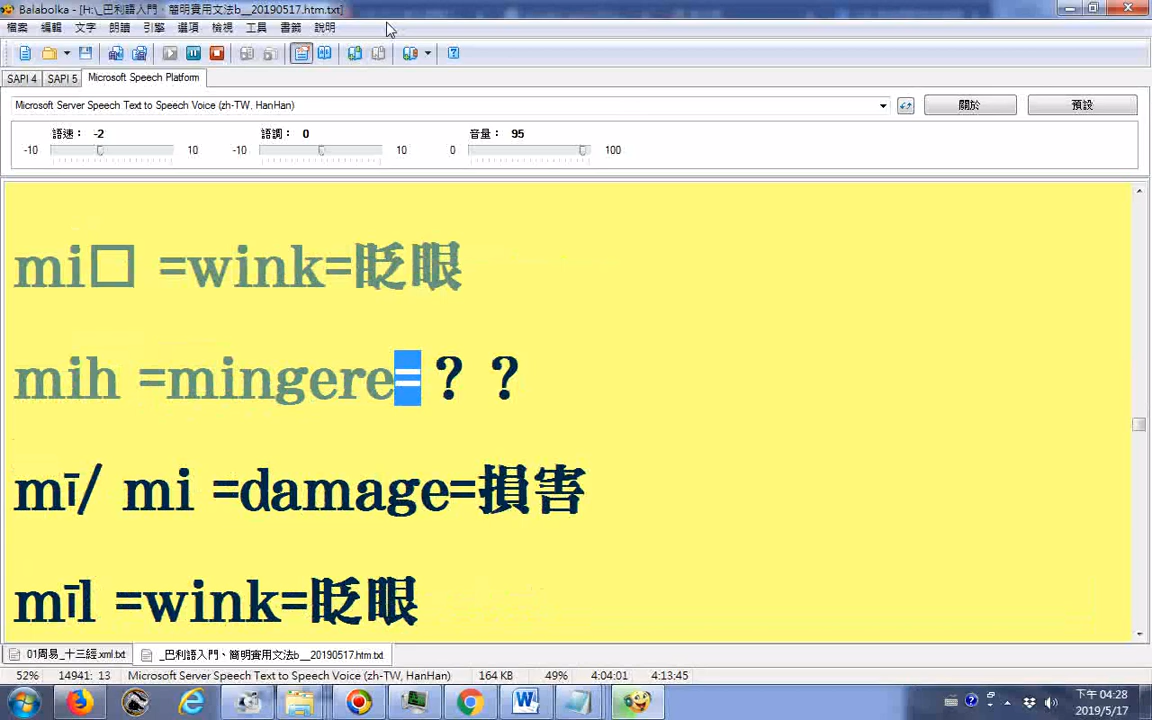 Balabolka - [H:\_巴利語入門、簡明實用文法b__20190517.htm.txt]
檔案 編輯 文字 朗讀 引擎 選項 檢視 工具 書籤 說明
SAPI 4 SAPI 5 Microsoft Speech Platform
Microsoft Server Speech Text to Speech Voice (zh-TW, HanHan) 關於 預設
語速： -2 語調： 0 音量： 95
-10 10 -10 10 0 100
mi□ =wink=眨眼
mih =mingere=？？
mī/ mi =damage=損害
mīl =wink=眨眼
01周易_十三經.xml.txt _巴利語入門、簡明實用文法b__20190517.htm.txt
52% 14941: 13 Microsoft Server Speech Text to Speech Voice (zh-TW, HanHan) 164 KB 49% 4:04:01 4:13:45
下午 04:28
2019/5/17